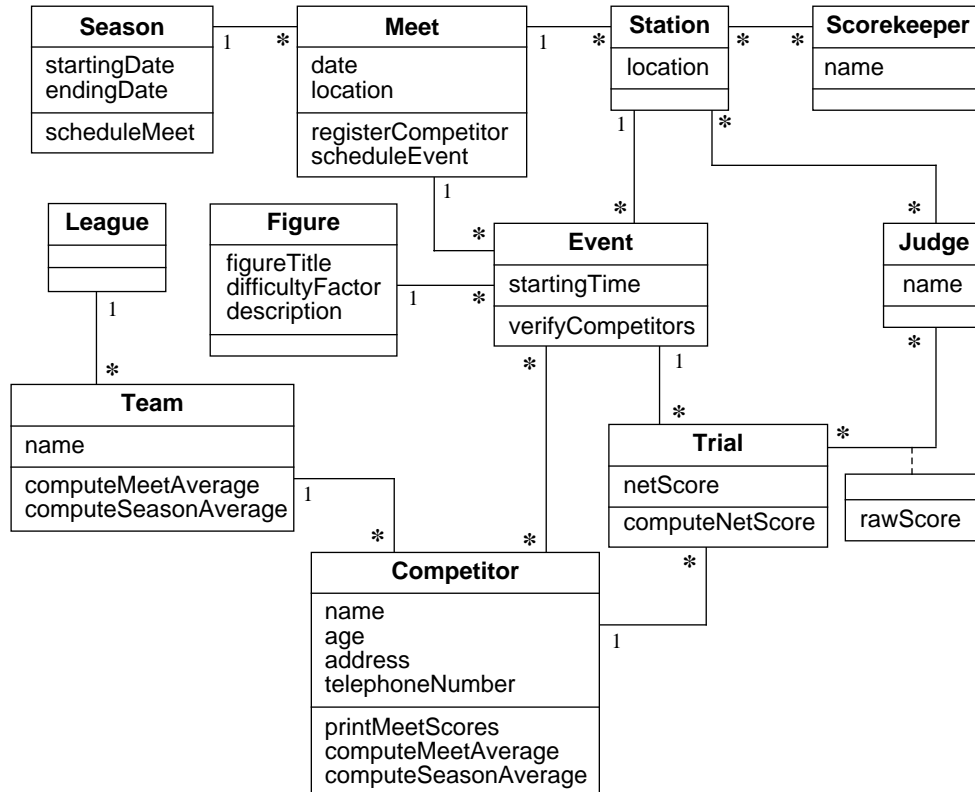 Season
startingDate
endingDate
scheduleMeet
1
*
Meet
date
location
registerCompetitor
scheduleEvent
1
*
Station
location
*
*
Scorekeeper
name
1
*
1
*
*
*
League
1
*
Figure
figureTitle
difficultyFactor
description
1
*
Event
startingTime
verifyCompetitors
*
*
1
*
Judge
name
*
*
Team
name
computeMeetAverage
computeSeasonAverage
1
*
Trial
netScore
computeNetScore
*
rawScore
Competitor
name
age
address
telephoneNumber
printMeetScores
computeMeetAverage
computeSeasonAverage
1